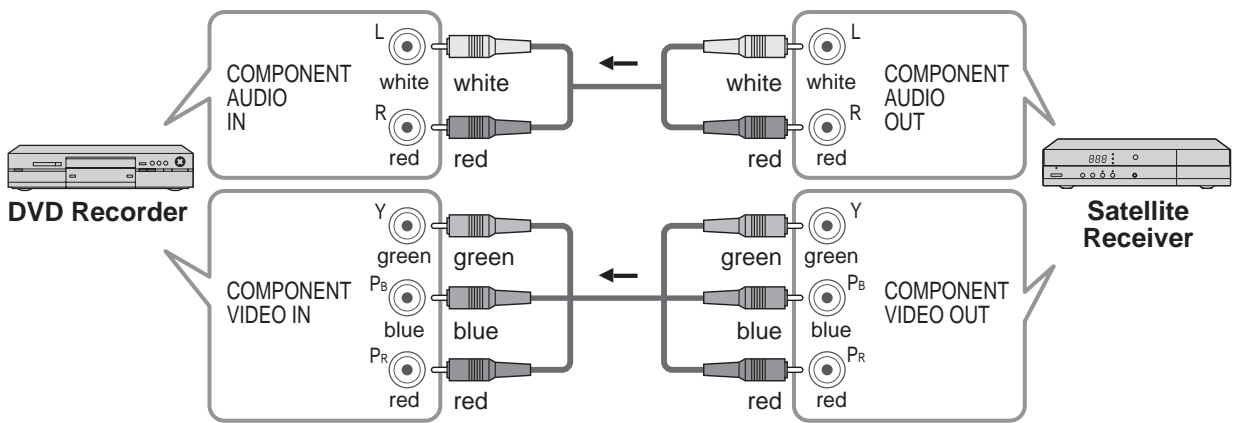 L
COMPONENT
AUDIO
IN
white white
R
red red
DVD Recorder
Y
green green
COMPONENT
VIDEO IN
PB
blue blue
PR
red red
L
white white
COMPONENT
AUDIO
OUT
R
red red
888
Satellite
Receiver
Y
green green
PB
COMPONENT
VIDEO OUT
blue blue
PR
red red